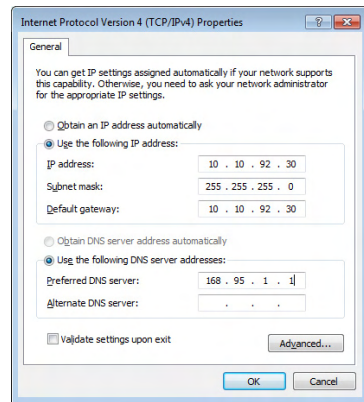 Internet Protocol Version 4 (TCP/IPv4) Properties
General
You can get IP settings assigned automatically if your network supports
this capability. Otherwise, you need to ask your network administrator
for the appropriate IP settings.
Obtain an IP address automatically
Use the following IP address:
IP address: 10 . 10 . 92 . 30
Subnet mask: 255 . 255 . 255 . 0
Default gateway: 10 . 10 . 92 . 30
Obtain DNS server address automatically
Use the following DNS server addresses:
Preferred DNS server: 168 . 95 . 1 . 1
Alternate DNS server: . . .
Validate settings upon exit
Advanced...
OK Cancel